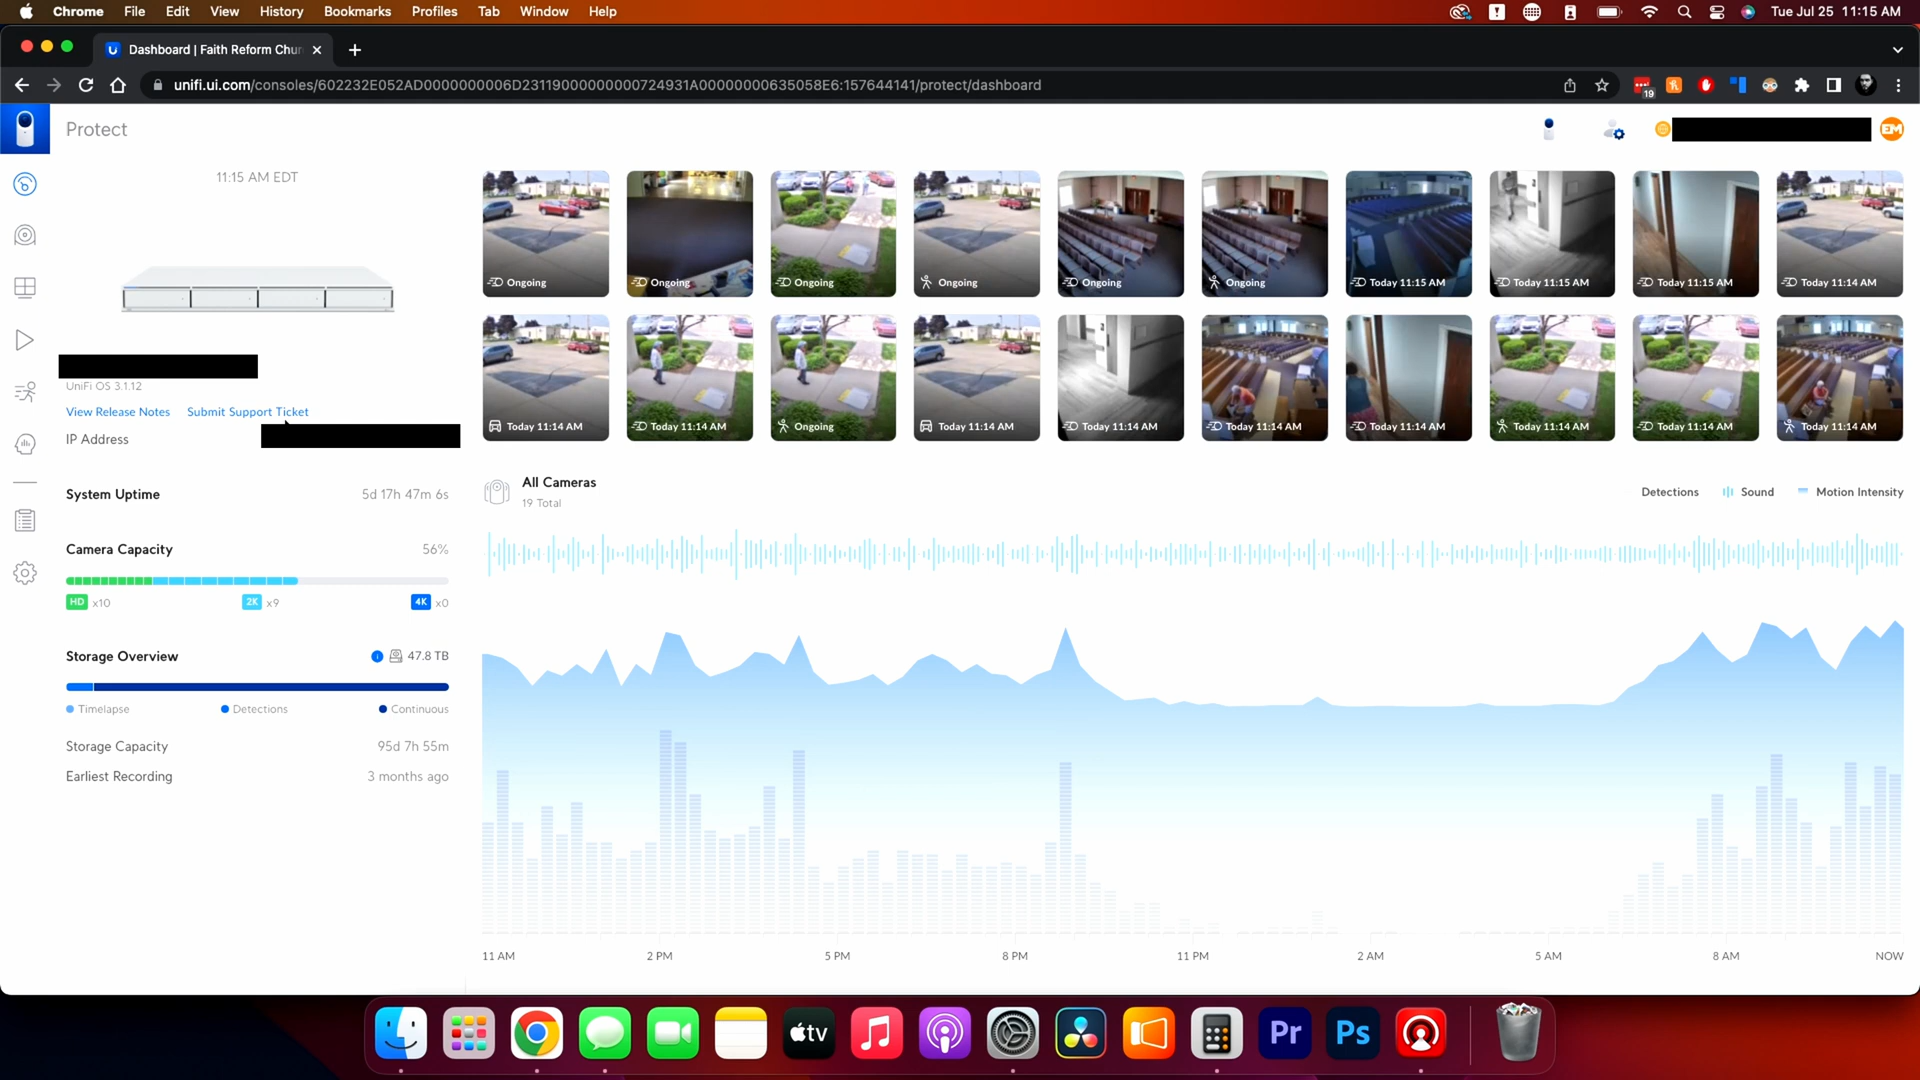 Chrome File Edit View History Bookmarks Profiles Tab Window Help
Tue Jul 25 11:15 AM
Dashboard | Faith Reform Chur
unifi.ui.com/consoles/602232E052AD0000000006D2311900000000000724931A00000000635058E6:157644141/protect/dashboard
19
Protect
EM
11:15 AM EDT
UniFi OS 3.1.12
View Release Notes Submit Support Ticket
IP Address
System Uptime 5d 17h 47m 6s
Camera Capacity 56%
HD x10 2K x9 4K x0
Storage Overview 47.8 TB
Timelapse Detections Continuous
Storage Capacity 95d 7h 55m
Earliest Recording 3 months ago
Ongoing Ongoing Ongoing Ongoing Ongoing Ongoing Today 11:15 AM Today 11:15 AM Today 11:15 AM Today 11:14 AM
Today 11:14 AM Today 11:14 AM Ongoing Today 11:14 AM Today 11:14 AM Today 11:14 AM Today 11:14 AM Today 11:14 AM Today 11:14 AM Today 11:14 AM
All Cameras
19 Total
Detections Sound Motion Intensity
11 AM 2 PM 5 PM 8 PM 11 PM 2 AM 5 AM 8 AM NOW
tv Pr Ps